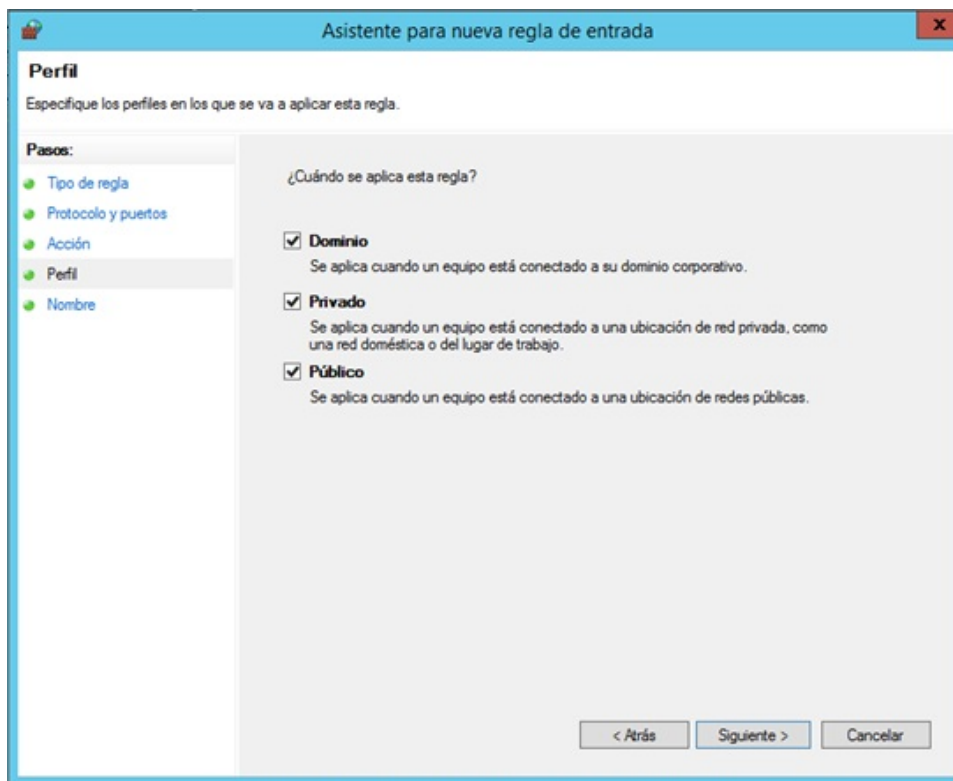 Asistente para nueva regla de entrada
x
Perfil
Especifique los perfiles en los que se va a aplicar esta regla.
Pasos:
Tipo de regla
Protocolo y puertos
Acción
Perfil
Nombre
¿Cuándo se aplica esta regla?
Dominio
Se aplica cuando un equipo está conectado a su dominio corporativo.
Privado
Se aplica cuando un equipo está conectado a una ubicación de red privada, como
una red doméstica o del lugar de trabajo.
Público
Se aplica cuando un equipo está conectado a una ubicación de redes públicas.
< Atrás
Siguiente >
Cancelar